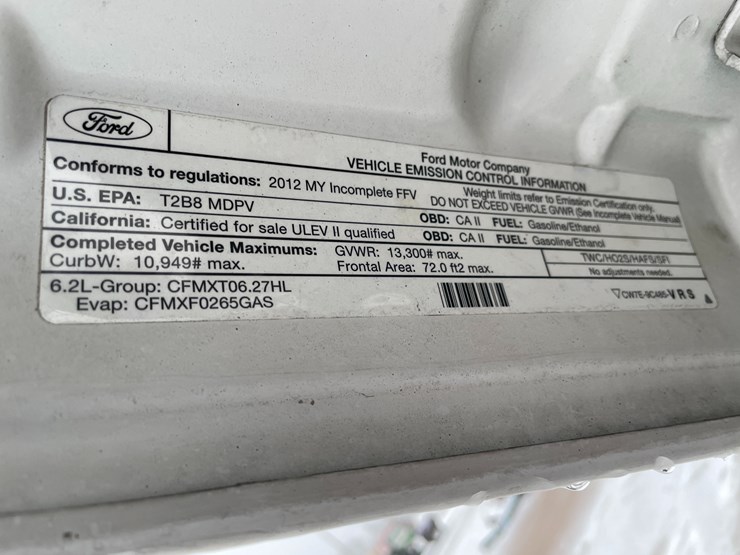 Ford
Ford Motor Company
VEHICLE EMISSION CONTROL INFORMATION
Conforms to regulations: 2012 MY Incomplete FFV
Weight limits refer to Emission Certification only.
DO NOT EXCEED VEHICLE GVWR (See Incomplete Vehicle Manual)
U.S. EPA: T2B8 MDPV OBD: CA II FUEL: Gasoline/Ethanol
California: Certified for sale ULEV II qualified OBD: CA II FUEL: Gasoline/Ethanol
Completed Vehicle Maximums: GVWR: 13,300# max.
CurbW: 10,949# max. Frontal Area: 72.0 ft2 max.
TWC/HO2S/HAFS/SFI
No adjustments needed.
6.2L-Group: CFMXT06.27HL
Evap: CFMXF0265GAS
CW7E-9C485-VRS